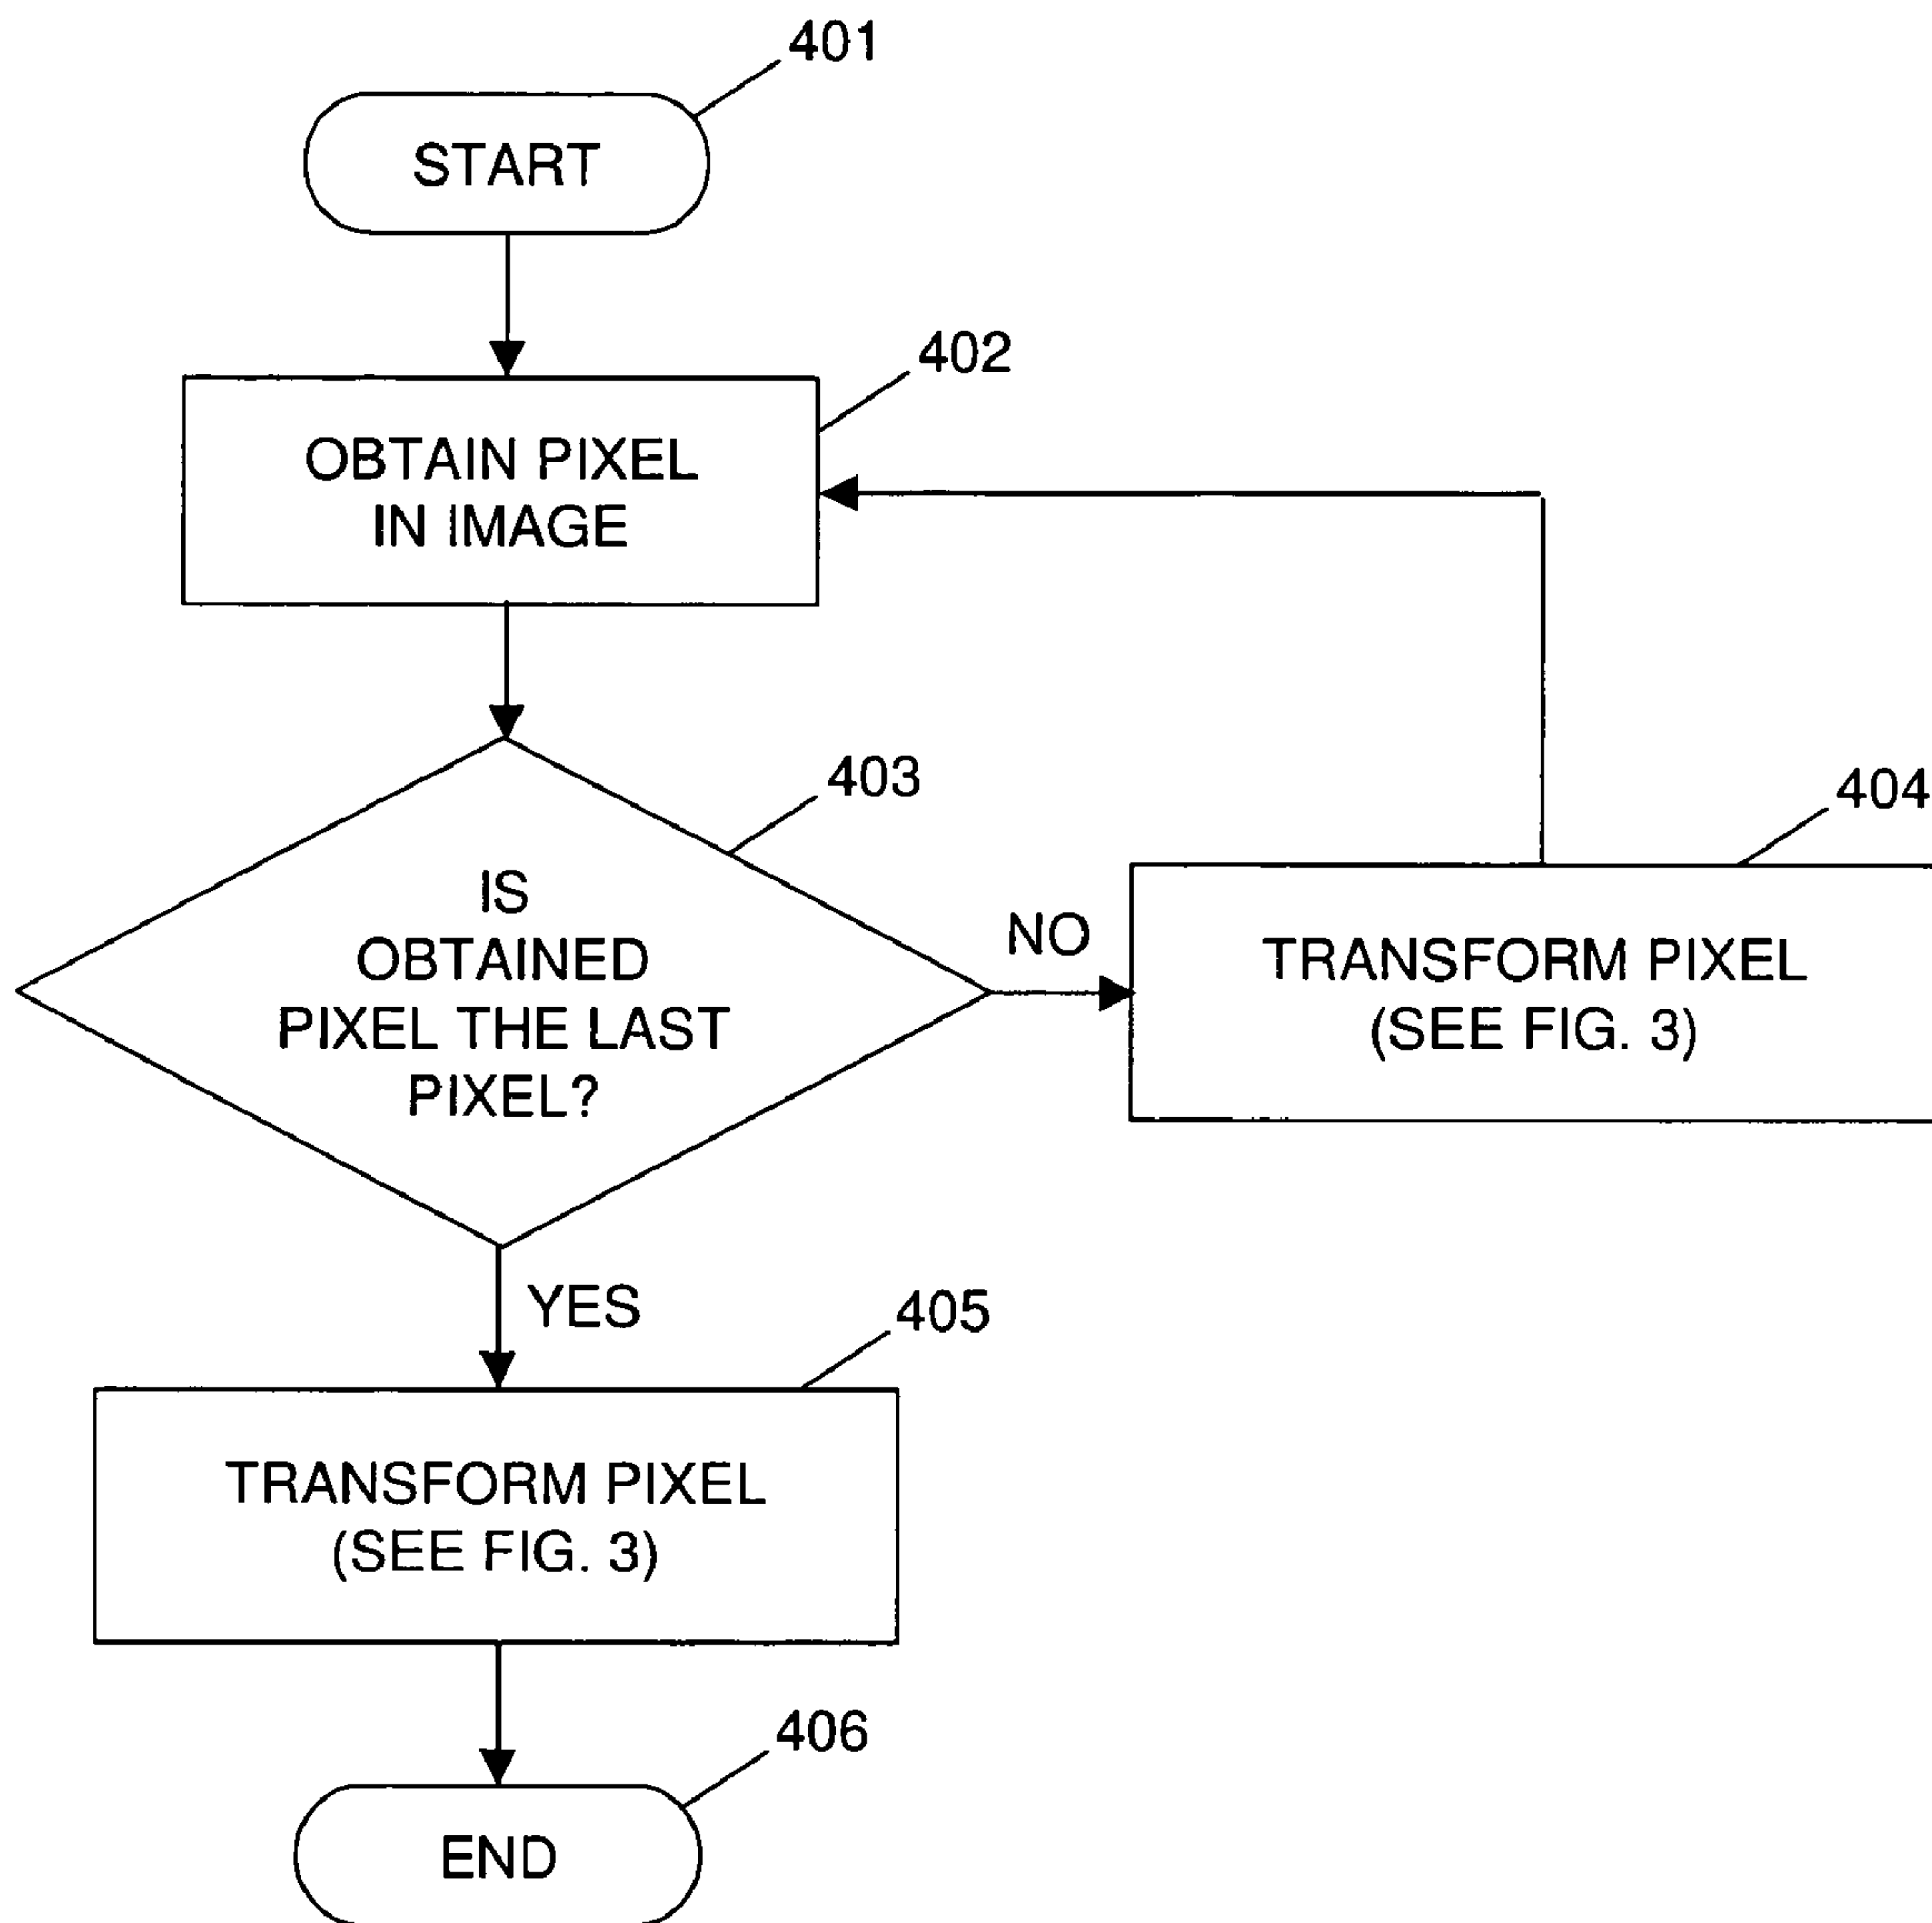 401
START
402
OBTAIN PIXEL
IN IMAGE
403
IS
OBTAINED
PIXEL THE LAST
PIXEL?
NO
404
TRANSFORM PIXEL
(SEE FIG. 3)
YES
405
TRANSFORM PIXEL
(SEE FIG. 3)
406
END